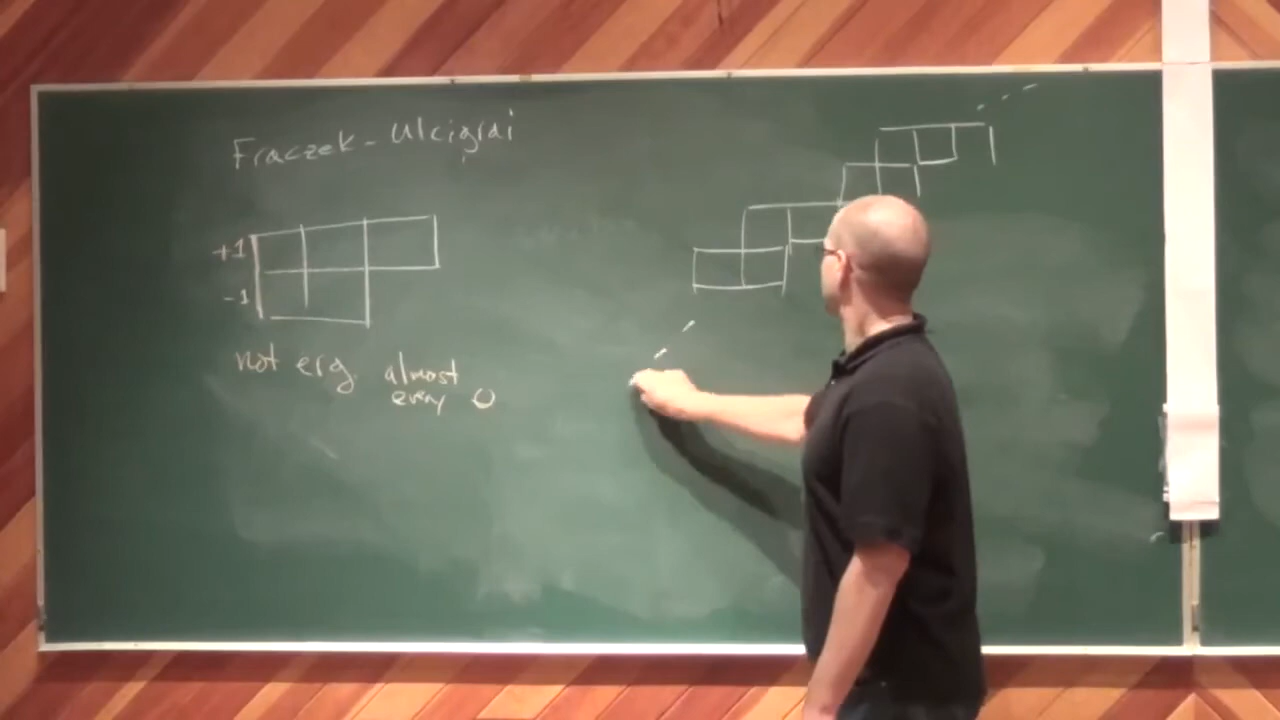 Fraczek - Ulcigrai
+1
-1
not erg. almost
every θ